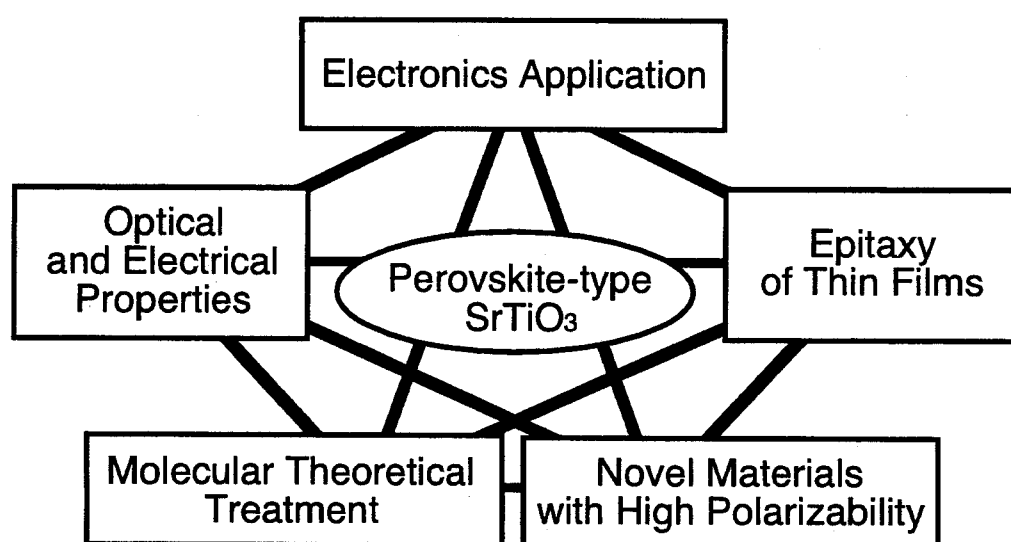 Electronics Application
Optical
and Electrical
Properties
Perovskite-type
SrTiO₃
Epitaxy
of Thin Films
Molecular Theoretical
Treatment
Novel Materials
with High Polarizability